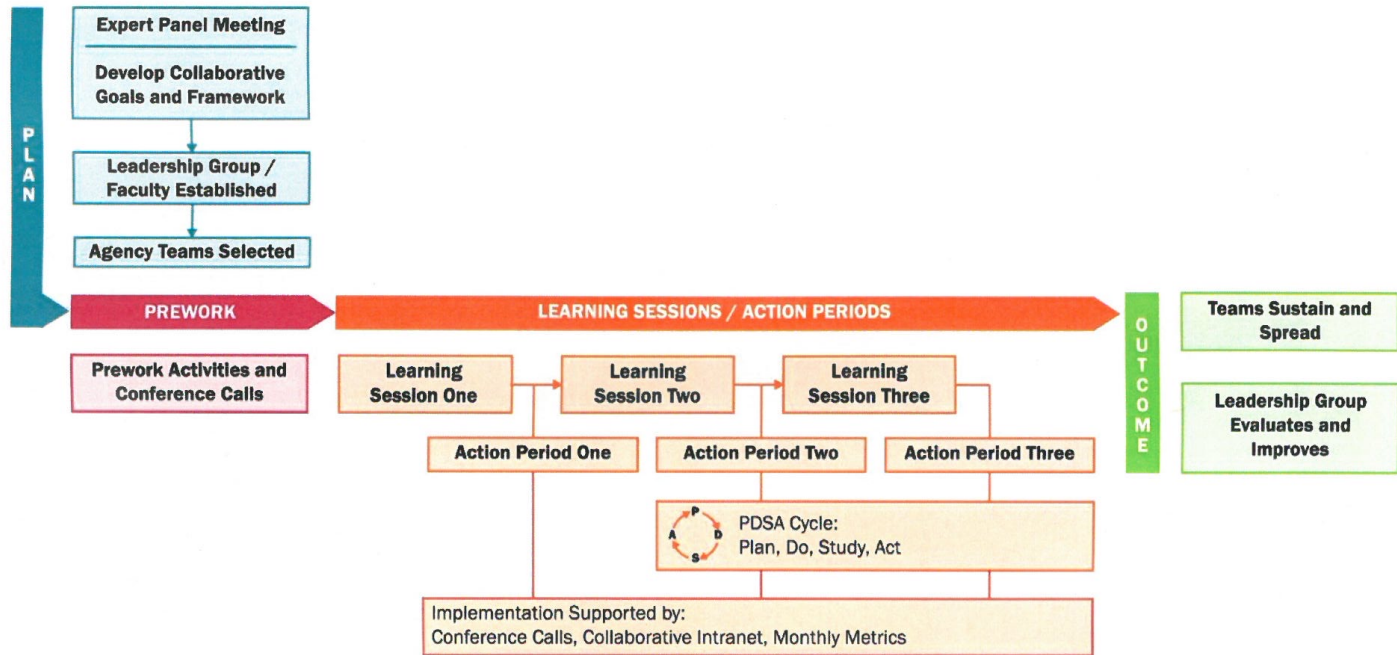 Expert Panel Meeting
Develop Collaborative
Goals and Framework
PLAN
Leadership Group /
Faculty Established
Agency Teams Selected
PREWORK
LEARNING SESSIONS / ACTION PERIODS
OUTCOME
Teams Sustain and
Spread
Prework Activities and
Conference Calls
Learning
Session One
Learning
Session Two
Learning
Session Three
Leadership Group
Evaluates and
Improves
Action Period One
Action Period Two
Action Period Three
P
A D
S
PDSA Cycle:
Plan, Do, Study, Act
Implementation Supported by:
Conference Calls, Collaborative Intranet, Monthly Metrics